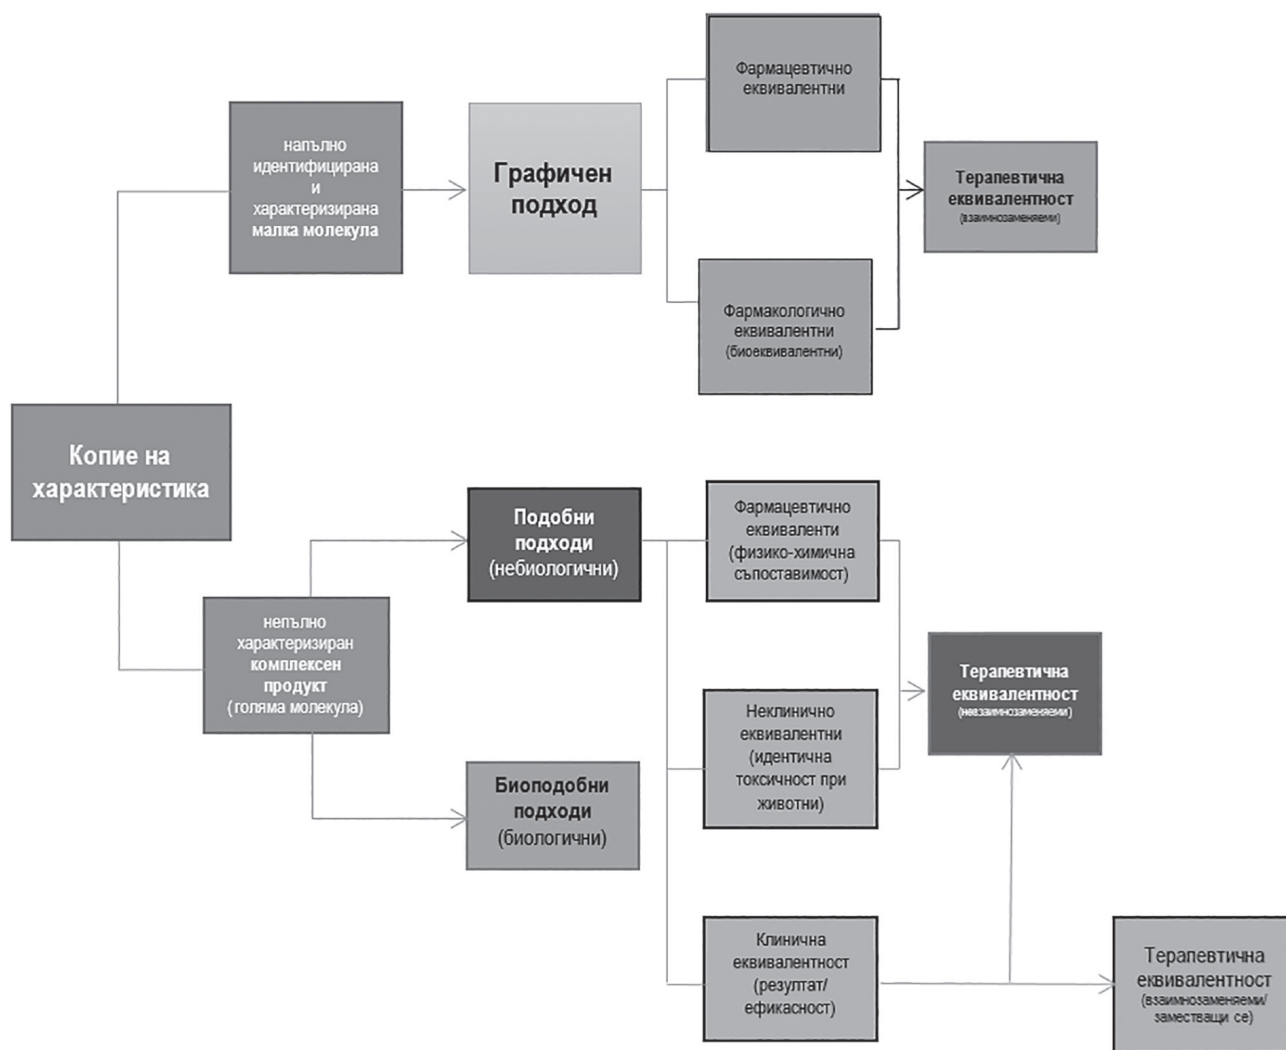 Фармацевтично
еквивалентни
напълно
идентифицирана
и
характеризирана
малка молекула
Графичен
подход
Терапевтична
еквивалентност
(взаимнозаменяеми)
Фармакологично
еквивалентни
(биоеквивалентни)
Копие на
характеристика
Подобни
подходи
(небиологични)
Фармацевтично
еквиваленти
(физико-химична
съпоставимост)
непълно
характеризиран
комплексен
продукт
(голяма молекула)
Терапевтична
еквивалентност
(невзаимнозаменяеми)
Неклинично
еквивалентни
(идентична
токсичност при
животни)
Биоподобни
подходи
(биологични)
Клинична
еквивалентност
(резултат/
ефикасност)
Терапевтична
еквивалентност
(взаимнозаменяеми/
заместващи се)